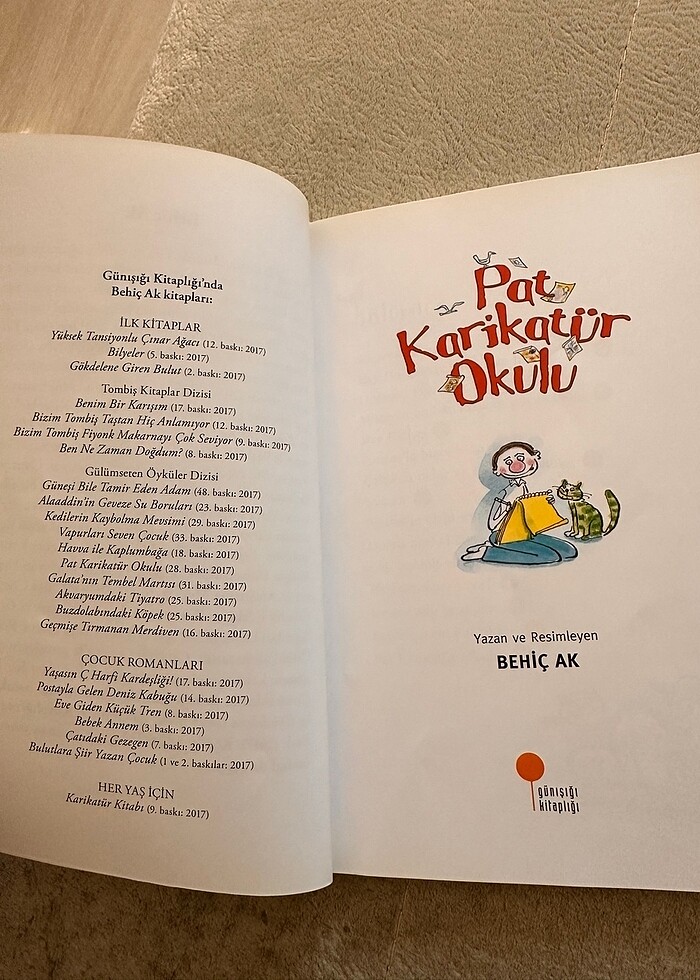 Günışığı Kitaplığı'nda
Behiç Ak kitapları:
İLK KİTAPLAR
Yüksek Tansiyonlu Çınar Ağacı (12. baskı: 2017)
Bilyeler (5. baskı: 2017)
Gökdelene Giren Bulut (2. baskı: 2017)
Tombiş Kitaplar Dizisi
Benim Bir Karışım (17. baskı: 2017)
Bizim Tombiş Taştan Hiç Anlamıyor (12. baskı: 2017)
Bizim Tombiş Fiyonk Makarnayı Çok Seviyor (9. baskı: 2017)
Ben Ne Zaman Doğdum? (8. baskı: 2017)
Gülümseten Öyküler Dizisi
Güneşi Bile Tamir Eden Adam (48. baskı: 2017)
Alaaddin'in Geveze Su Boruları (23. baskı: 2017)
Kedilerin Kaybolma Mevsimi (29. baskı: 2017)
Vapurları Seven Çocuk (33. baskı: 2017)
Havva ile Kaplumbağa (18. baskı: 2017)
Pat Karikatür Okulu (28. baskı: 2017)
Galata'nın Tembel Martısı (31. baskı: 2017)
Akvaryumdaki Tiyatro (25. baskı: 2017)
Buzdolabındaki Köpek (25. baskı: 2017)
Geçmişe Tırmanan Merdiven (16. baskı: 2017)
ÇOCUK ROMANLARI
Yaşasın Ç Harfi Kardeşliği! (17. baskı: 2017)
Postayla Gelen Deniz Kabuğu (14. baskı: 2017)
Eve Giden Küçük Tren (8. baskı: 2017)
Bebek Annem (3. baskı: 2017)
Çatıdaki Gezegen (7. baskı: 2017)
Bulutlara Şiir Yazan Çocuk (1 ve 2. baskılar: 2017)
HER YAŞ İÇİN
Karikatür Kitabı (9. baskı: 2017)
Pat
Karikatür
Okulu
Yazan ve Resimleyen
BEHİÇ AK
günışığı
kitaplığı